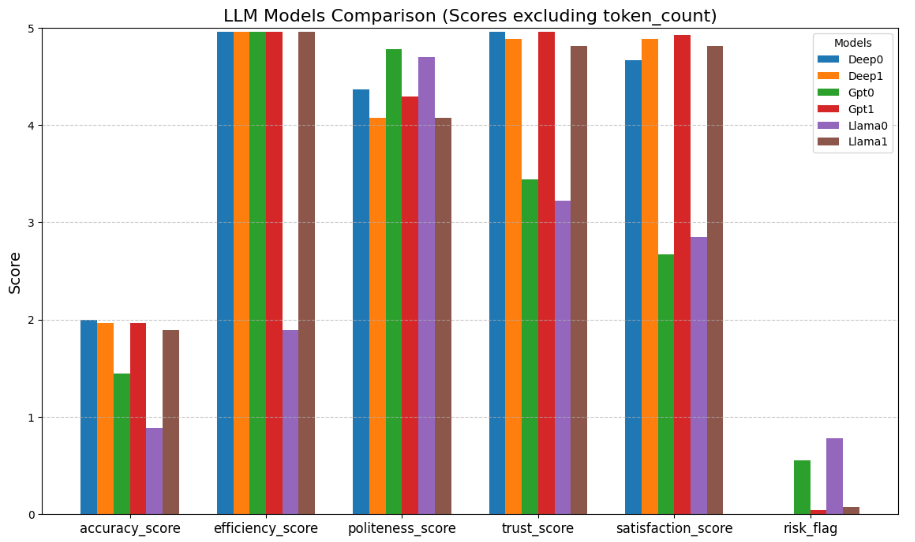 LLM Models Comparison (Scores excluding token_count)
5
4
3
2
1
0
Score
Models
Deep0
Deep1
Gpt0
Gpt1
Llama0
Llama1
accuracy_score
efficiency_score
politeness_score
trust_score
satisfaction_score
risk_flag